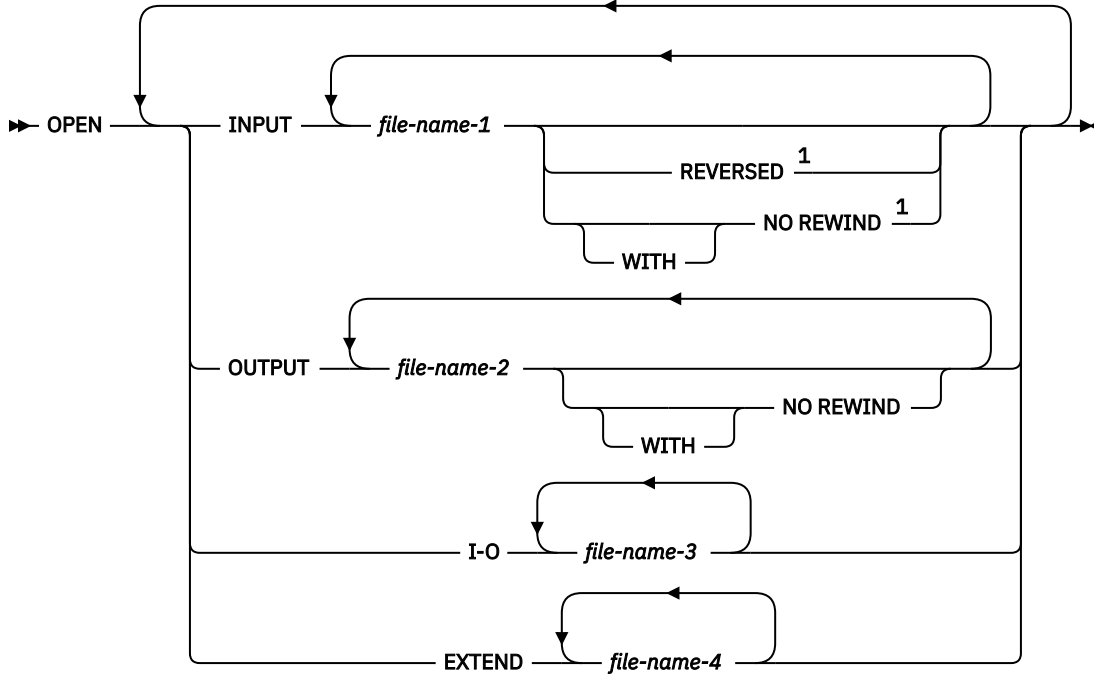 OPEN INPUT file-name-1
REVERSED 1
NO REWIND 1
WITH
OUTPUT file-name-2
NO REWIND
WITH
I-O file-name-3
EXTEND file-name-4